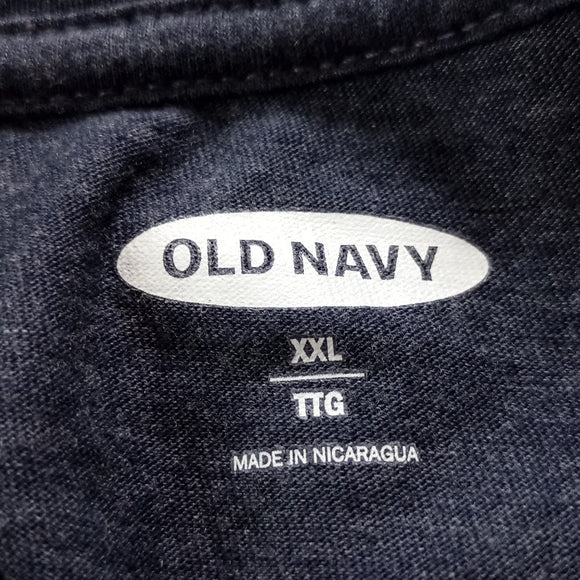 OLD NAVY
XXL
TTG
MADE IN NICARAGUA